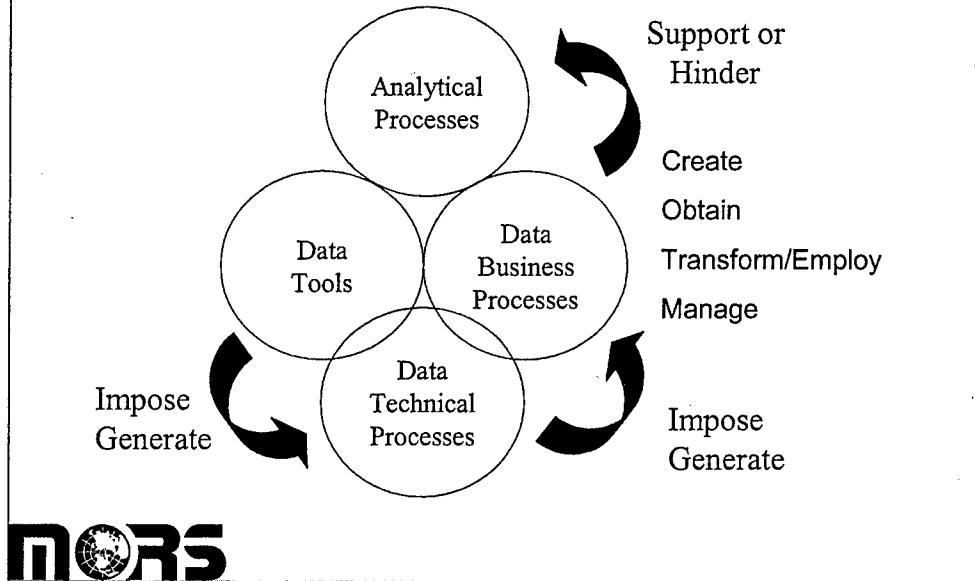 Support or
Hinder
Analytical
Processes
Create
Obtain
Transform/Employ
Manage
Data
Tools
Data
Business
Processes
Data
Technical
Processes
Impose
Generate
Impose
Generate
MORS